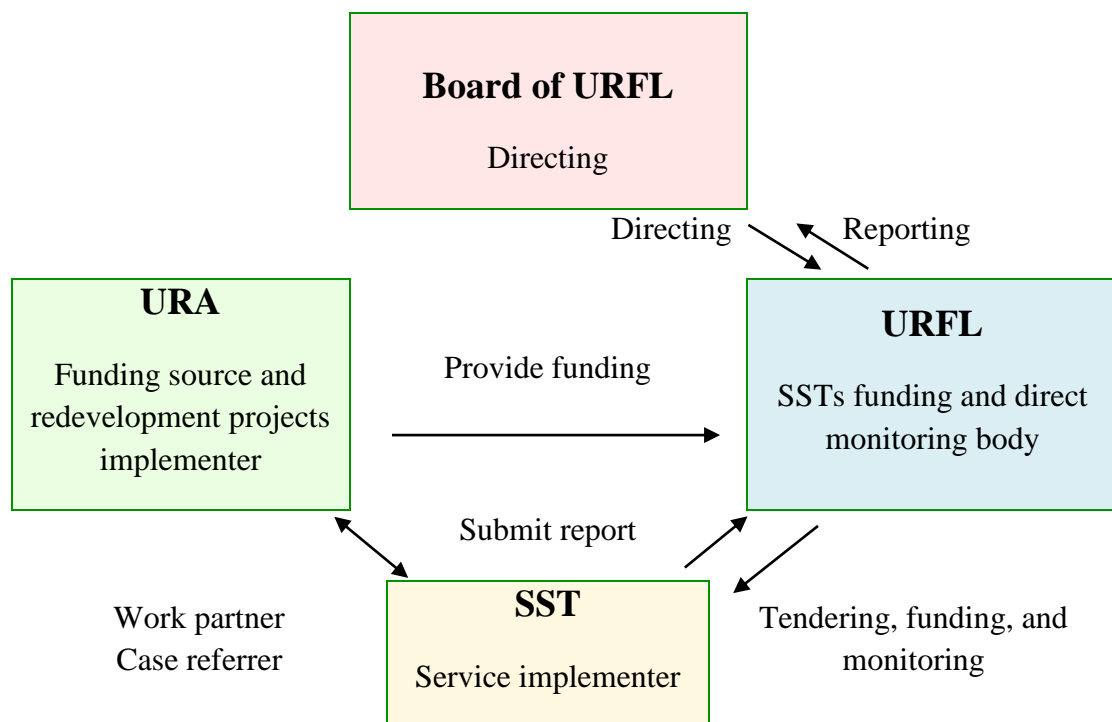 Board of URFL
Directing
Directing
Reporting
URA
Funding source and
redevelopment projects
implementer
Provide funding
URFL
SSTs funding and direct
monitoring body
Submit report
Work partner
Case referrer
SST
Service implementer
Tendering, funding, and
monitoring